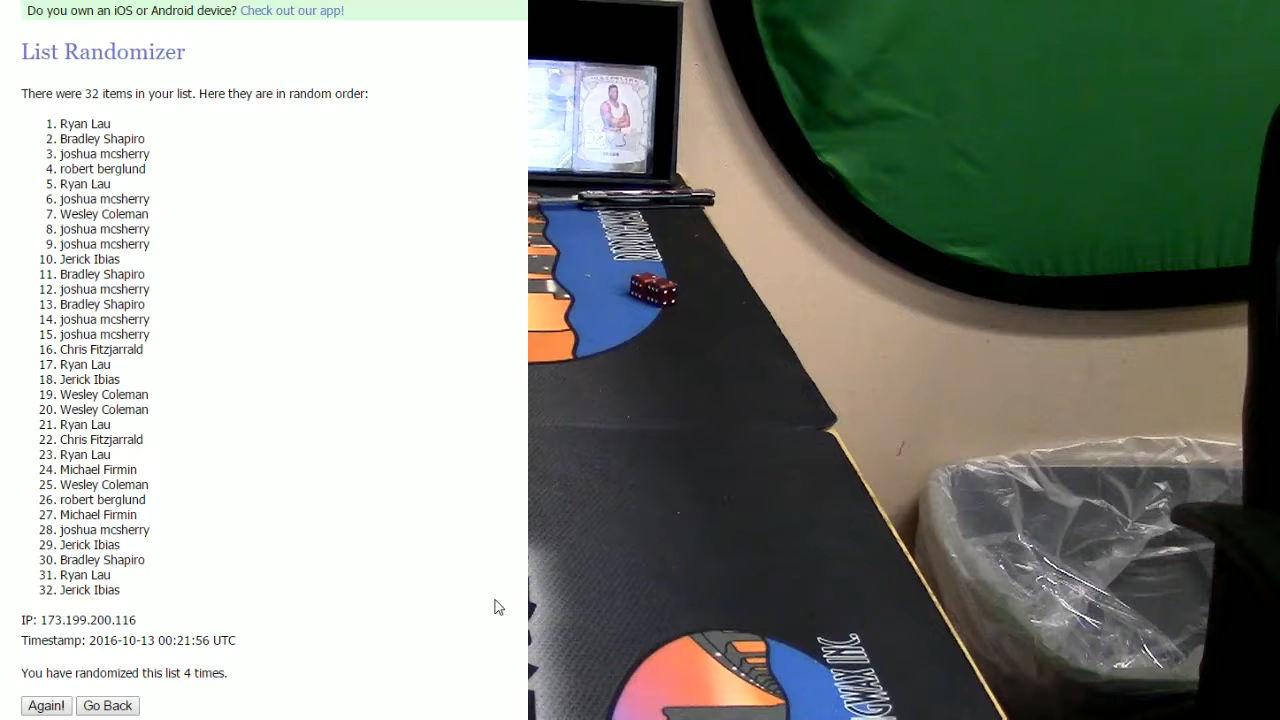 Do you own an iOS or Android device? Check out our app!
List Randomizer
There were 32 items in your list. Here they are in random order:
1. Ryan Lau
2. Bradley Shapiro
3. joshua mcsherry
4. robert berglund
5. Ryan Lau
6. joshua mcsherry
7. Wesley Coleman
8. joshua mcsherry
9. joshua mcsherry
10. Jerick Ibias
11. Bradley Shapiro
12. joshua mcsherry
13. Bradley Shapiro
14. joshua mcsherry
15. joshua mcsherry
16. Chris Fitzjarrald
17. Ryan Lau
18. Jerick Ibias
19. Wesley Coleman
20. Wesley Coleman
21. Ryan Lau
22. Chris Fitzjarrald
23. Ryan Lau
24. Michael Firmin
25. Wesley Coleman
26. robert berglund
27. Michael Firmin
28. joshua mcsherry
29. Jerick Ibias
30. Bradley Shapiro
31. Ryan Lau
32. Jerick Ibias
IP: 173.199.200.116
Timestamp: 2016-10-13 00:21:56 UTC
You have randomized this list 4 times.
Again! Go Back
GWAX INC